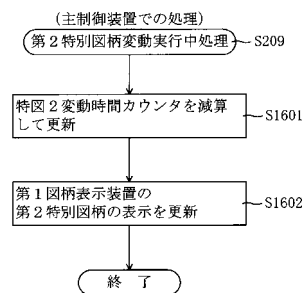 (主制御装置での処理)
第２特別図柄変動実行中処理
S209
特図２変動時間カウンタを減算
して更新
S1601
第１図柄表示装置の
第２特別図柄の表示を更新
S1602
終 了